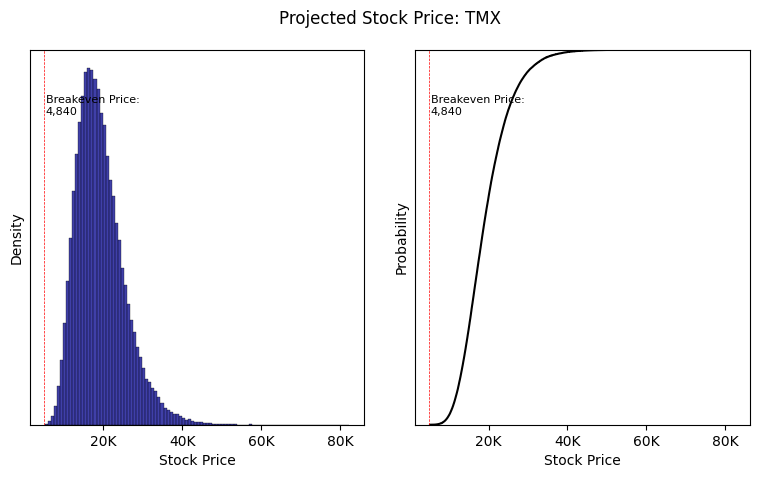 Projected Stock Price: TMX
Density
Breakeven Price:
4,840
20K 40K 60K 80K
Stock Price
Probability
Breakeven Price:
4,840
20K 40K 60K 80K
Stock Price